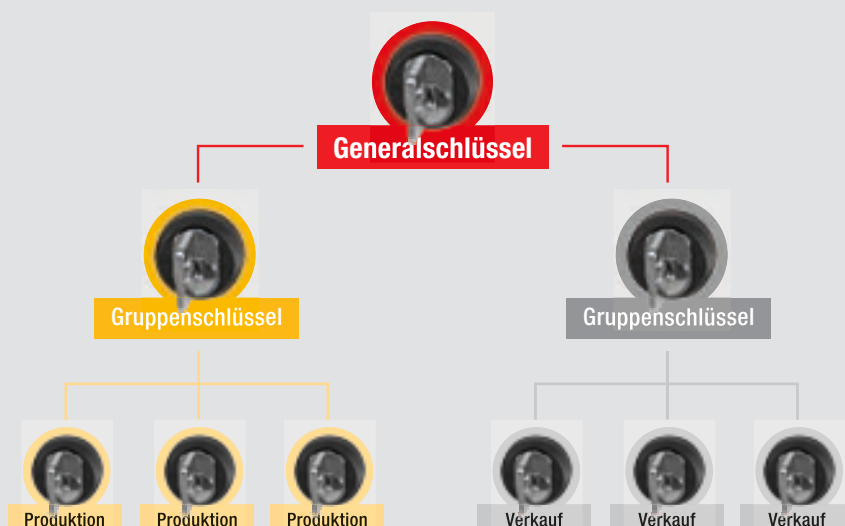 Generalschlüssel
Gruppenschlüssel
Gruppenschlüssel
Produktion
Produktion
Produktion
Verkauf
Verkauf
Verkauf